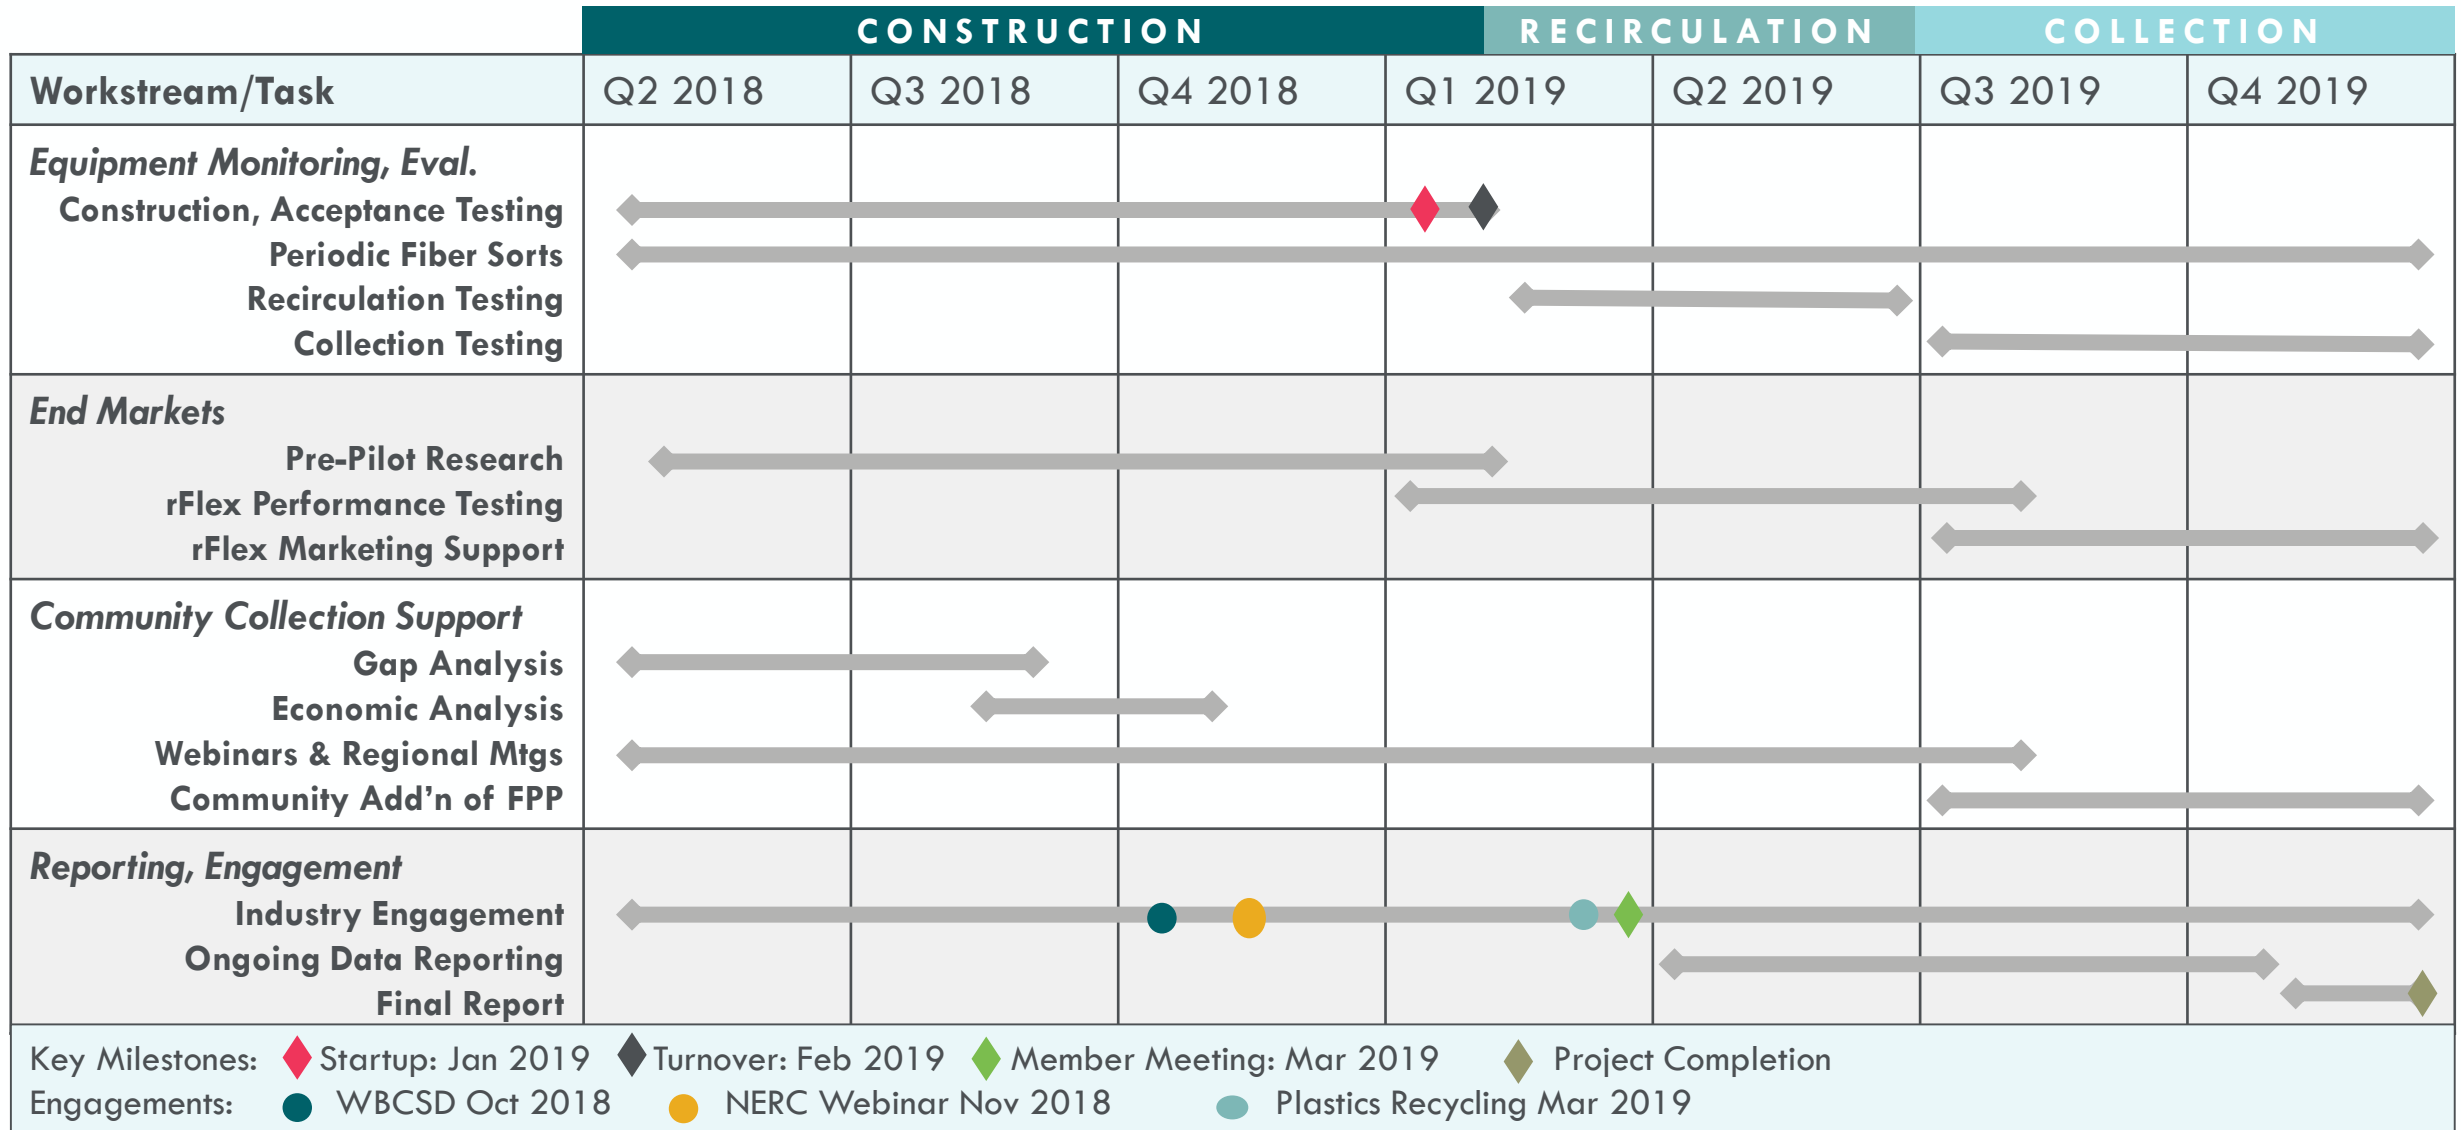 CONSTRUCTION RECIRCULATION COLLECTION
Workstream/Task Q2 2018 Q3 2018 Q4 2018 Q1 2019 Q2 2019 Q3 2019 Q4 2019
Equipment Monitoring, Eval.
Construction, Acceptance Testing
Periodic Fiber Sorts
Recirculation Testing
Collection Testing
End Markets
Pre-Pilot Research
rFlex Performance Testing
rFlex Marketing Support
Community Collection Support
Gap Analysis
Economic Analysis
Webinars & Regional Mtgs
Community Add’n of FPP
Reporting, Engagement
Industry Engagement
Ongoing Data Reporting
Final Report
Key Milestones: Startup: Jan 2019 Turnover: Feb 2019 Member Meeting: Mar 2019 Project Completion
Engagements: WBCSD Oct 2018 NERC Webinar Nov 2018 Plastics Recycling Mar 2019